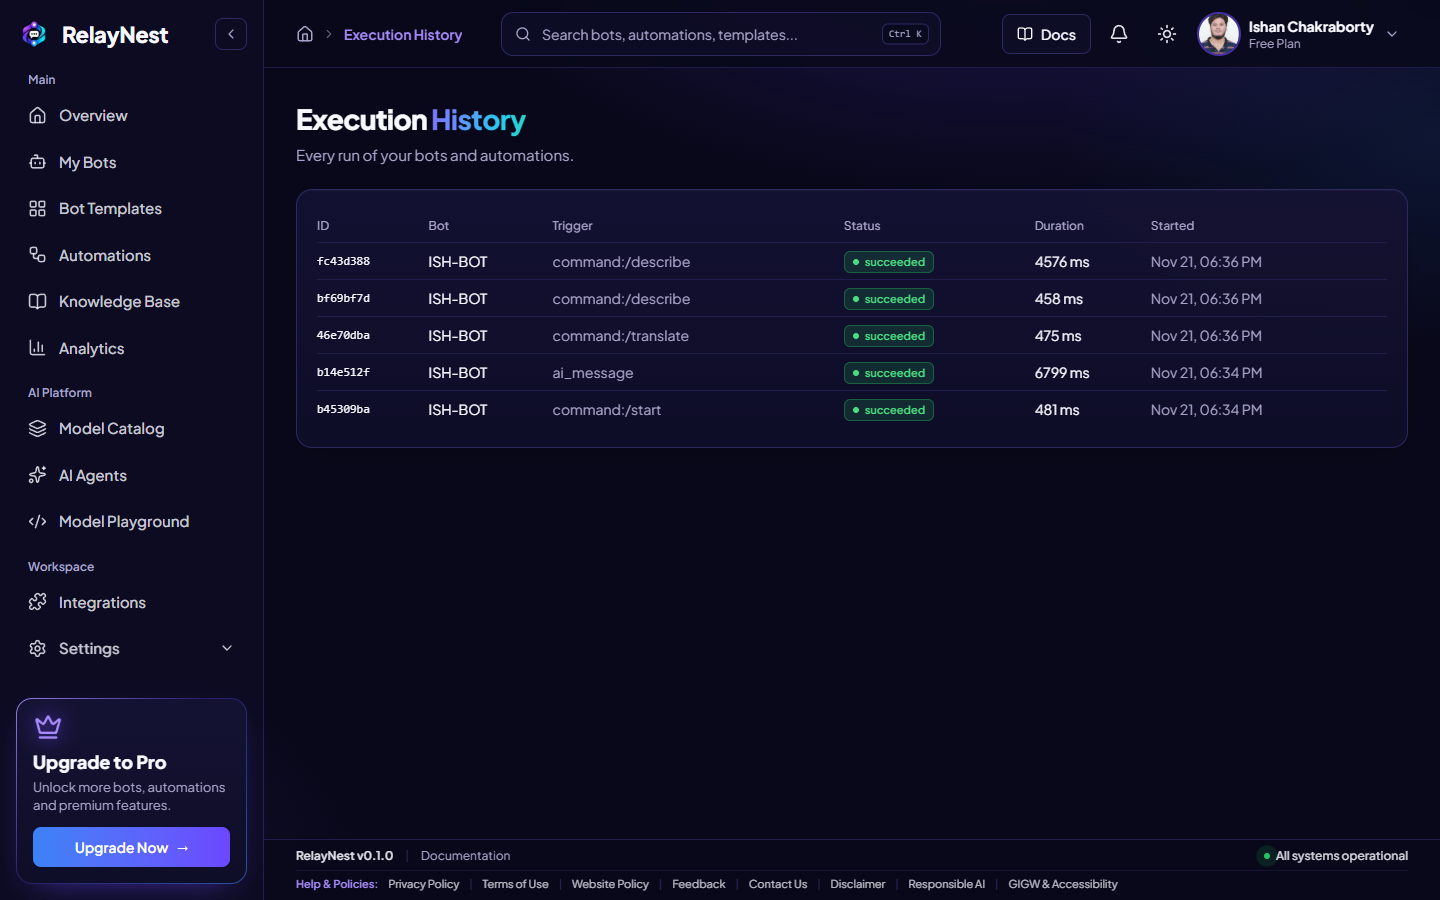 RelayNest
Main
Overview
My Bots
Bot Templates
Automations
Knowledge Base
Analytics
AI Platform
Model Catalog
AI Agents
Model Playground
Workspace
Integrations
Settings
Upgrade to Pro
Unlock more bots, automations
and premium features.
Upgrade Now →
Execution History
Search bots, automations, templates...
Ctrl K
Docs
Ishan Chakraborty
Free Plan
Execution History
Every run of your bots and automations.
ID Bot Trigger Status Duration Started
fc43d388 ISH-BOT command:/describe succeeded 4576 ms Nov 21, 06:36 PM
bf69bf7d ISH-BOT command:/describe succeeded 458 ms Nov 21, 06:36 PM
46e70dba ISH-BOT command:/translate succeeded 475 ms Nov 21, 06:36 PM
b14e512f ISH-BOT ai_message succeeded 6799 ms Nov 21, 06:34 PM
b45309ba ISH-BOT command:/start succeeded 481 ms Nov 21, 06:34 PM
RelayNest v0.1.0 Documentation All systems operational
Help & Policies: Privacy Policy Terms of Use Website Policy Feedback Contact Us Disclaimer Responsible AI GIGW & Accessibility